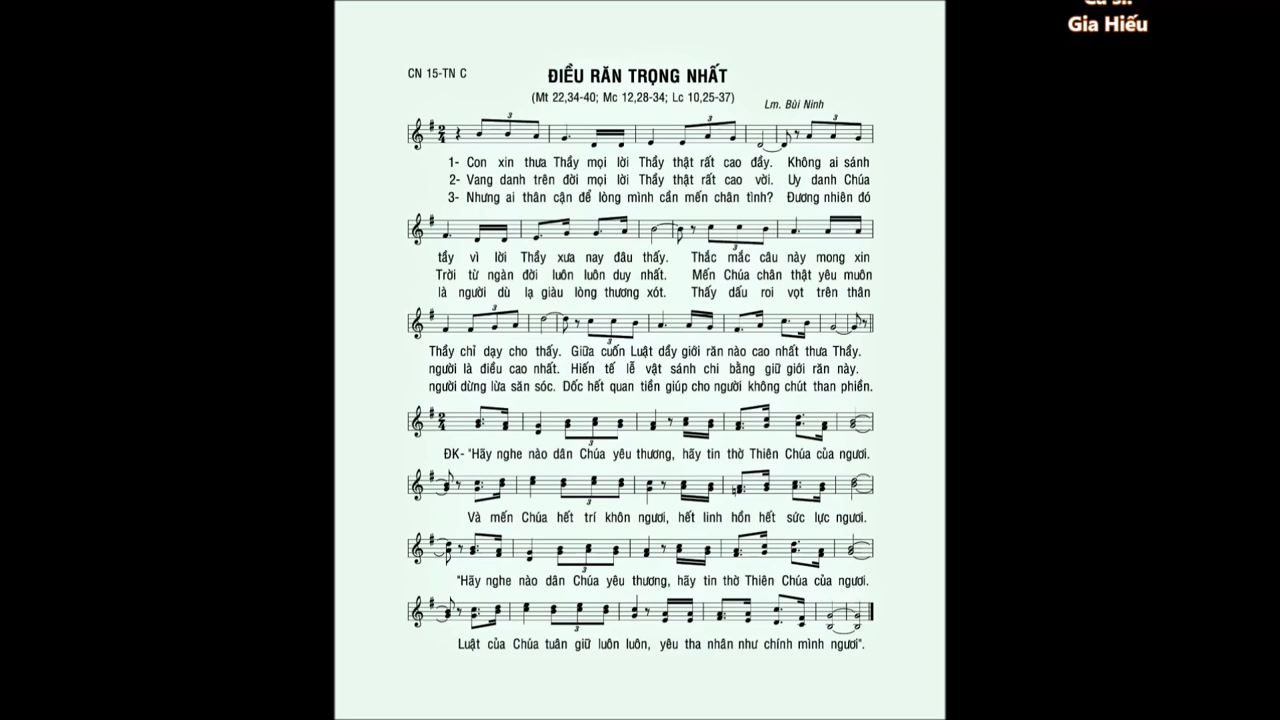 Ca sĩ:
Gia Hiếu
CN 15-TN C
ĐIỀU RĂN TRỌNG NHẤT
(Mt 22,34-40; Mc 12,28-34; Lc 10,25-37)
Lm. Bùi Ninh
1- Con xin thưa Thầy mọi lời Thầy thật rất cao đầy. Không ai sánh
2- Vang danh trên đời mọi lời Thầy thật rất cao vời. Uy danh Chúa
3- Nhưng ai thân cận để lòng mình cần mến chân tình? Đương nhiên đó
tầy vì lời Thầy xưa nay đâu thấy. Thắc mắc câu này mong xin
Trời từ ngàn đời luôn luôn duy nhất. Mến Chúa chân thật yêu muôn
là người dù lạ giàu lòng thương xót. Thấy dấu roi vọt trên thân
Thầy chỉ dạy cho thấy. Giữa cuốn Luật dầy giới răn nào cao nhất thưa Thầy.
người là điều cao nhất. Hiến tế lễ vật sánh chi bằng giữ giới răn này.
người dừng lừa săn sóc. Dốc hết quan tiền giúp cho người không chút than phiền.
ĐK- "Hãy nghe nào dân Chúa yêu thương, hãy tin thờ Thiên Chúa của ngươi.
Và mến Chúa hết trí khôn ngươi, hết linh hồn hết sức lực ngươi.
"Hãy nghe nào dân Chúa yêu thương, hãy tin thờ Thiên Chúa của ngươi.
Luật của Chúa tuân giữ luôn luôn, yêu tha nhân như chính mình ngươi".